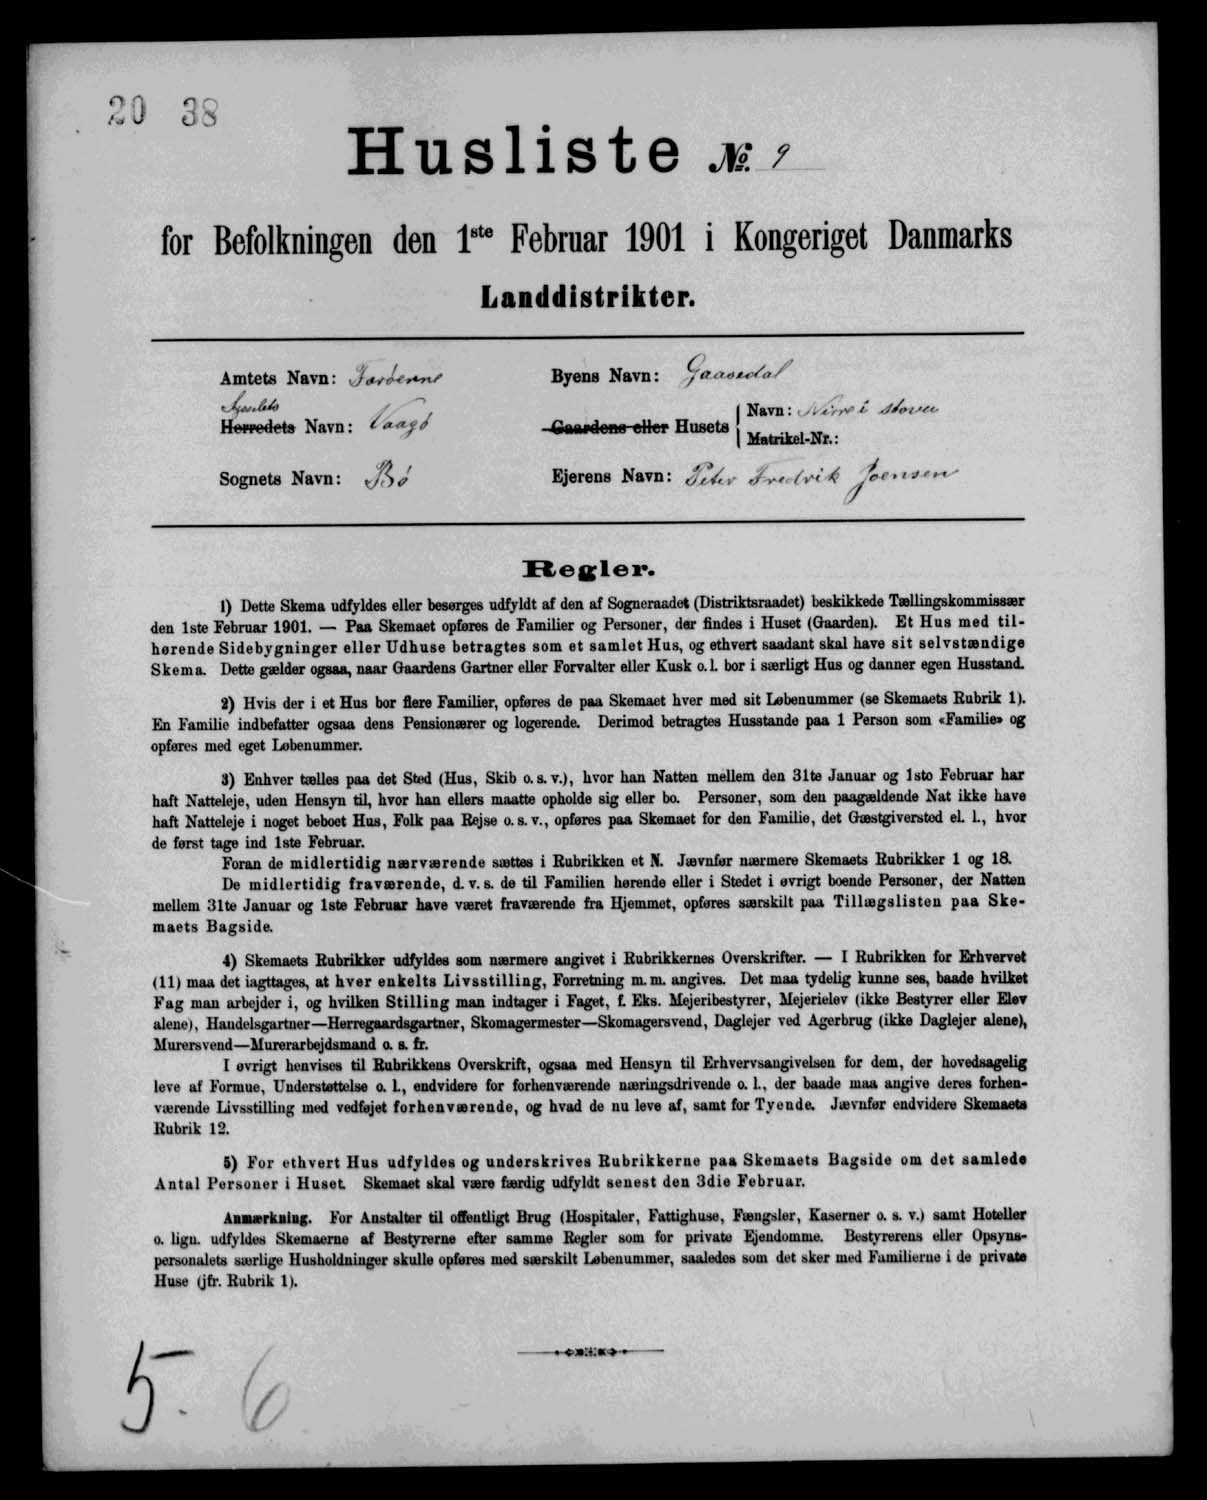 20 38
Husliste No. 9
for Befolkningen den 1ste Februar 1901 i Kongeriget Danmarks
Landdistrikter.
Amtets Navn: Færöerne
Byens Navn: Gaasedal
Sysselets
Herredets Navn: Vaagö
Gaardens eller Husets
Navn: Nirre i stovu
Matrikel-Nr.:
Sognets Navn: Bö
Ejerens Navn: Peter Fredrik Joensen
Regler.
1) Dette Skema udfyldes eller besørges udfyldt af den af Sogneraadet (Distriktsraadet) beskikkede Tællingskommissær
den 1ste Februar 1901. — Paa Skemaet opføres de Familier og Personer, der findes i Huset (Gaarden). Et Hus med til-
hørende Sidebygninger eller Udhuse betragtes som et samlet Hus, og ethvert saadant skal have sit selvstændige
Skema. Dette gælder ogsaa, naar Gaardens Gartner eller Forvalter eller Kusk o. l. bor i særligt Hus og danner egen Husstand.
2) Hvis der i et Hus bor flere Familier, opføres de paa Skemaet hver med sit Løbenummer (se Skemaets Rubrik 1).
En Familie indbefatter ogsaa dens Pensionærer og logerende. Derimod betragtes Husstande paa 1 Person som «Familie» og
opføres med eget Løbenummer.
3) Enhver tælles paa det Sted (Hus, Skib o. s. v.), hvor han Natten mellem den 31te Januar og 1ste Februar har
haft Natteleje, uden Hensyn til, hvor han ellers maatte opholde sig eller bo. Personer, som den paagældende Nat ikke have
haft Natteleje i noget beboet Hus, Folk paa Rejse o. s. v., opføres paa Skemaet for den Familie, det Gæstgiversted el. l., hvor
de først tage ind 1ste Februar.
Foran de midlertidig nærværende sættes i Rubrikken et N. Jævnfør nærmere Skemaets Rubrikker 1 og 18.
De midlertidig fraværende, d. v. s. de til Familien hørende eller i Stedet i øvrigt boende Personer, der Natten
mellem 31te Januar og 1ste Februar have været fraværende fra Hjemmet, opføres særskilt paa Tillægslisten paa Ske-
maets Bagside.
4) Skemaets Rubrikker udfyldes som nærmere angivet i Rubrikkernes Overskrifter. — I Rubrikken for Erhvervet
(11) maa det iagttages, at hver enkelts Livsstilling, Forretning m. m. angives. Det maa tydelig kunne ses, baade hvilket
Fag man arbejder i, og hvilken Stilling man indtager i Faget, f. Eks. Mejeribestyrer, Mejerielev (ikke Bestyrer eller Elev
alene), Handelsgartner—Herregaardsgartner, Skomagermester—Skomagersvend, Daglejer ved Agerbrug (ikke Daglejer alene),
Murersvend—Murerarbejdsmand o. s. fr.
I øvrigt henvises til Rubrikkens Overskrift, ogsaa med Hensyn til Erhvervsangivelsen for dem, der hovedsagelig
leve af Formue, Understøttelse o. l., endvidere for forhenværende næringsdrivende o. l., der baade maa angive deres forhen-
værende Livsstilling med vedføjet forhenværende, og hvad de nu leve af, samt for Tyende. Jævnfør endvidere Skemaets
Rubrik 12.
5) For ethvert Hus udfyldes og underskrives Rubrikkerne paa Skemaets Bagside om det samlede
Antal Personer i Huset. Skemaet skal være færdig udfyldt senest den 3die Februar.
Anmærkning. For Anstalter til offentligt Brug (Hospitaler, Fattighuse, Fængsler, Kaserner o. s. v.) samt Hoteller
o. lign. udfyldes Skemaerne af Bestyrerne efter samme Regler som for private Ejendomme. Bestyrerens eller Opsyns-
personalets særlige Husholdninger skulle opføres med særskilt Løbenummer, saaledes som det sker med Familierne i de private
Huse (jfr. Rubrik 1).
5. 6